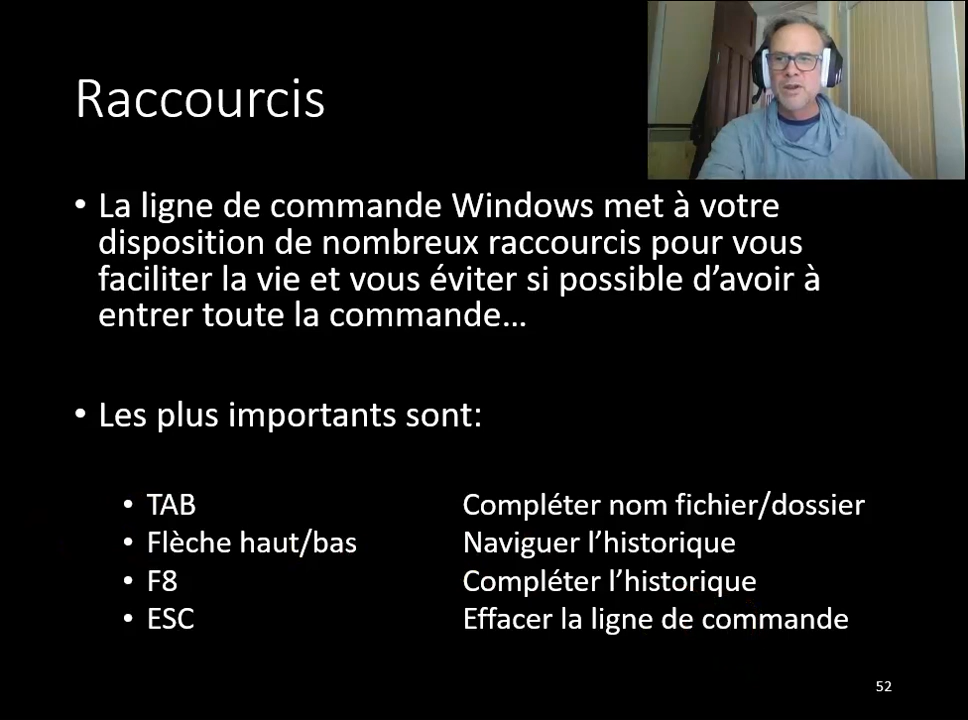 Raccourcis
• La ligne de commande Windows met à votre
disposition de nombreux raccourcis pour vous
faciliter la vie et vous éviter si possible d’avoir à
entrer toute la commande…
• Les plus importants sont:
• TAB Compléter nom fichier/dossier
• Flèche haut/bas Naviguer l’historique
• F8 Compléter l’historique
• ESC Effacer la ligne de commande
52